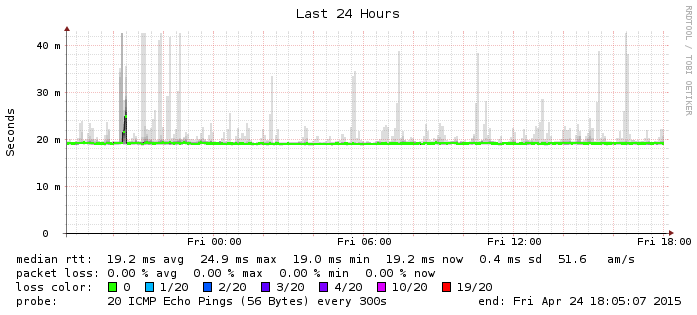 Last 24 Hours
RRDTOOL / TOBI OETIKER
Seconds
40 m
30 m
20 m
10 m
0
Fri 00:00 Fri 06:00 Fri 12:00 Fri 18:00
median rtt: 19.2 ms avg 24.9 ms max 19.0 ms min 19.2 ms now 0.4 ms sd 51.6 am/s
packet loss: 0.00 % avg 0.00 % max 0.00 % min 0.00 % now
loss color: 0 1/20 2/20 3/20 4/20 10/20 19/20
probe: 20 ICMP Echo Pings (56 Bytes) every 300s end: Fri Apr 24 18:05:07 2015